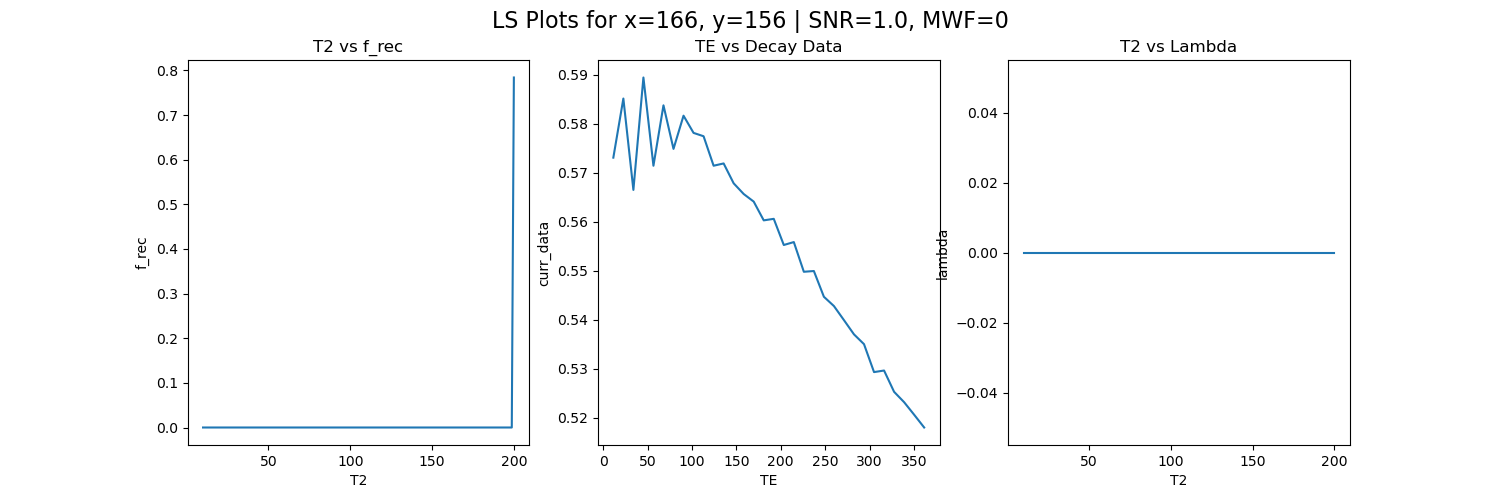 LS Plots for x=166, y=156 | SNR=1.0, MWF=0
T2 vs f_rec
f_rec
0.8
0.7
0.6
0.5
0.4
0.3
0.2
0.1
0.0
50 100 150 200
T2
TE vs Decay Data
curr_data
0.59
0.58
0.57
0.56
0.55
0.54
0.53
0.52
0 50 100 150 200 250 300 350
TE
T2 vs Lambda
lambda
0.04
0.02
0.00
−0.02
−0.04
50 100 150 200
T2